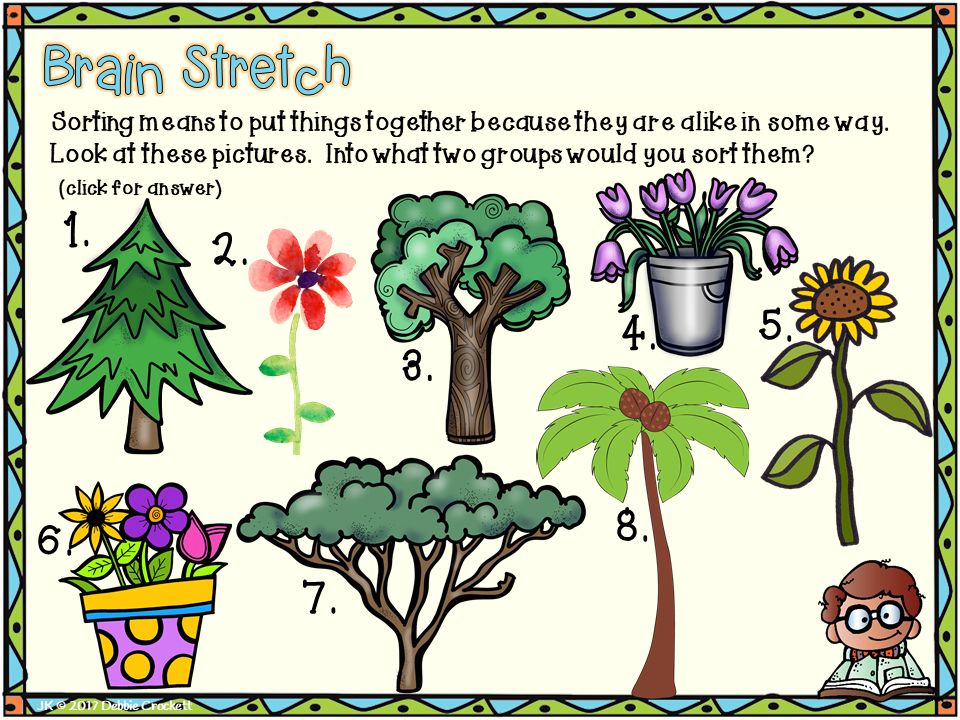 Brain Stretch
Sorting means to put things together because they are alike in some way.
Look at these pictures. Into what two groups would you sort them?
(click for answer)
1.
2.
3.
4.
5.
6.
7.
8.
JK © 2017 Debbie Crockett